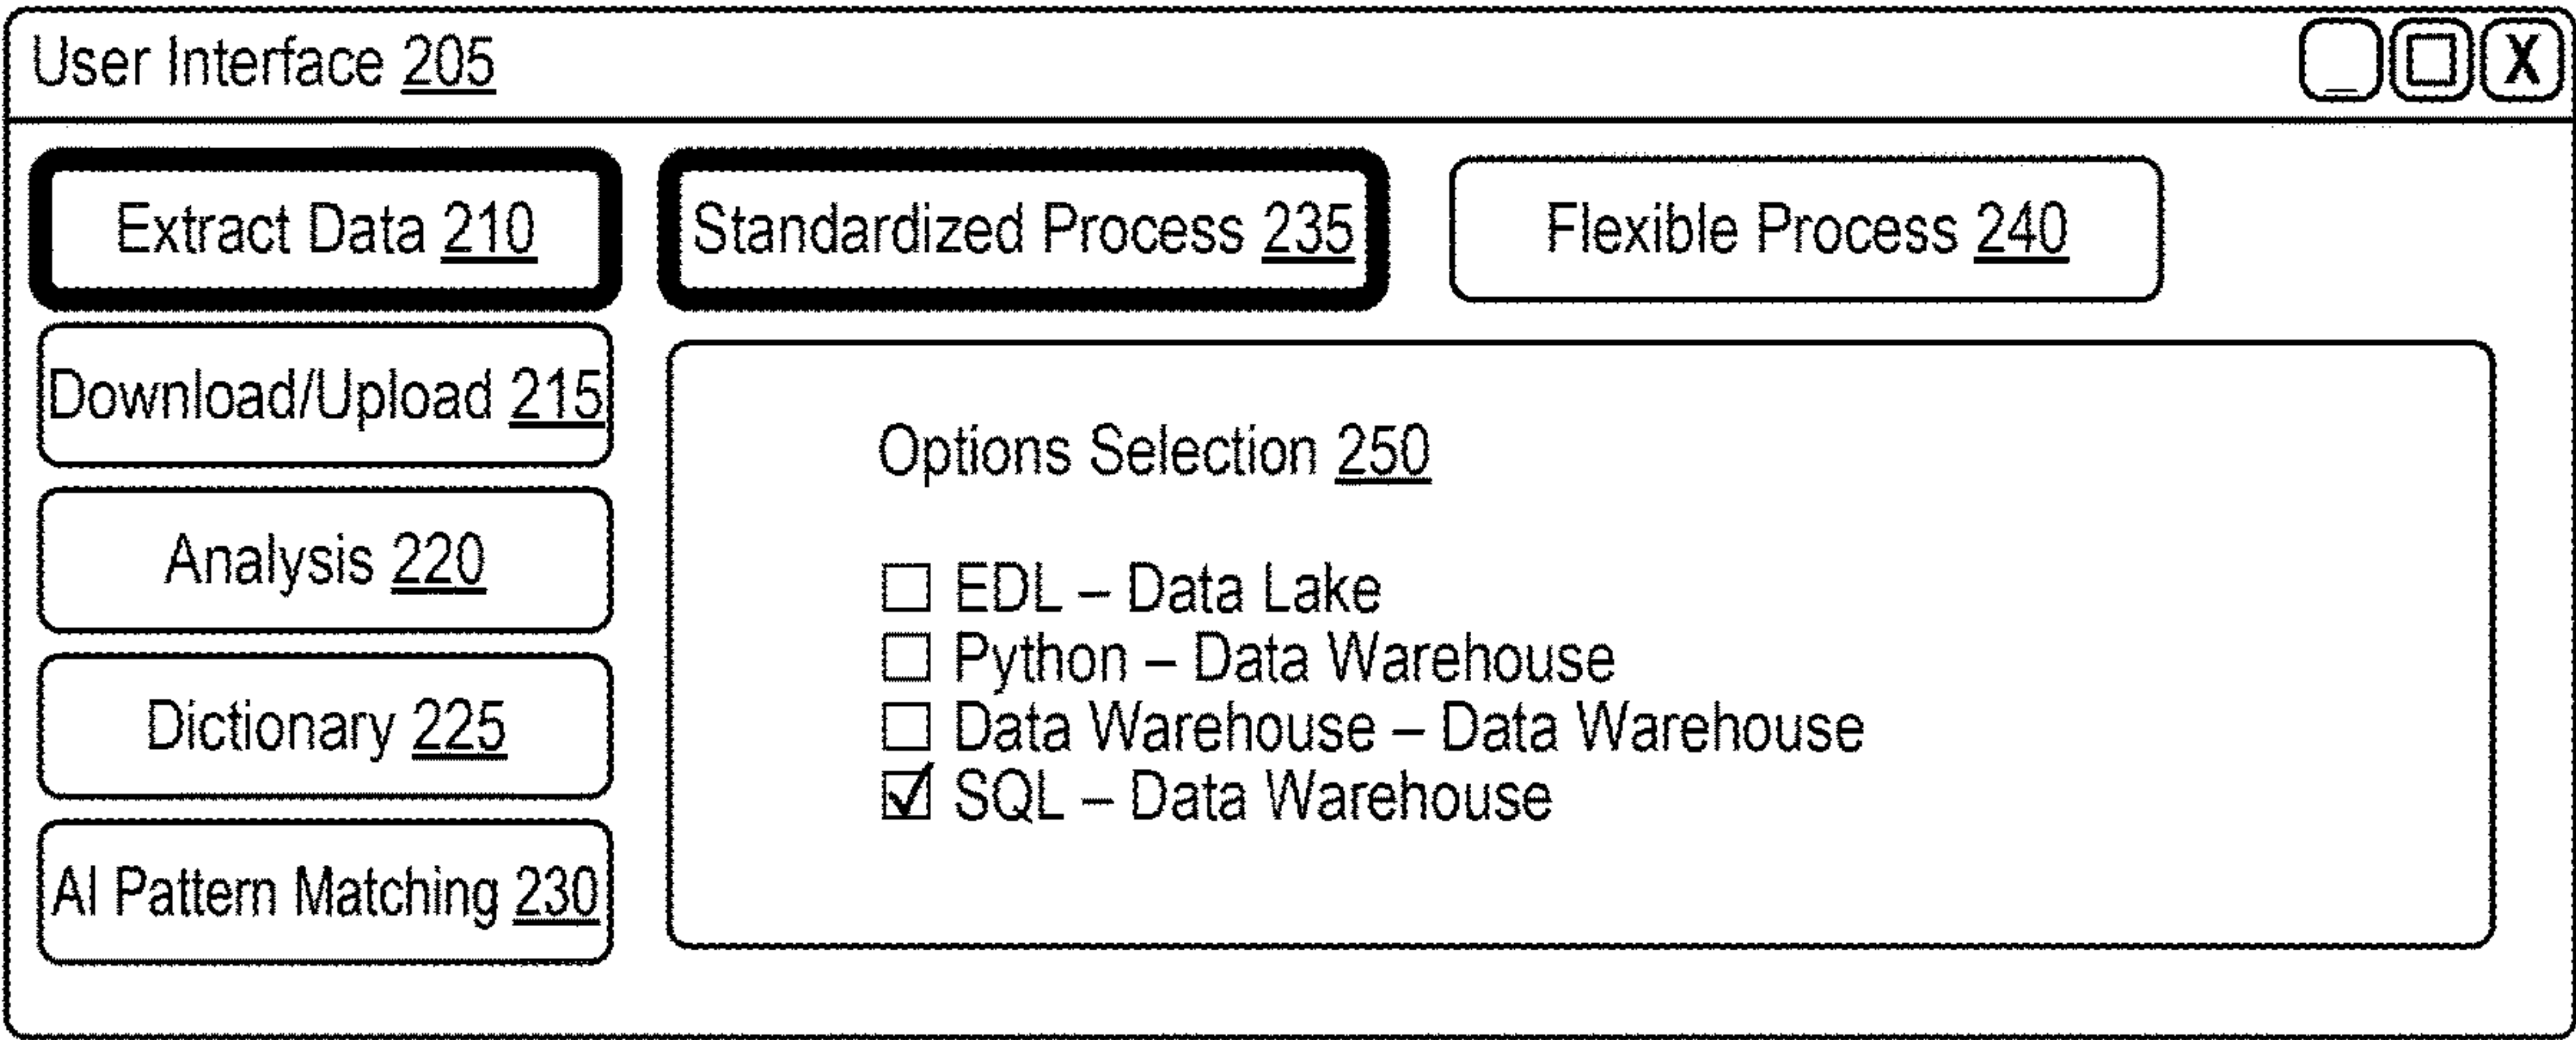 User Interface 205
X
Extract Data 210
Standardized Process 235
Flexible Process 240
Download/Upload 215
Analysis 220
Dictionary 225
AI Pattern Matching 230
Options Selection 250
EDL – Data Lake
Python – Data Warehouse
Data Warehouse – Data Warehouse
SQL – Data Warehouse